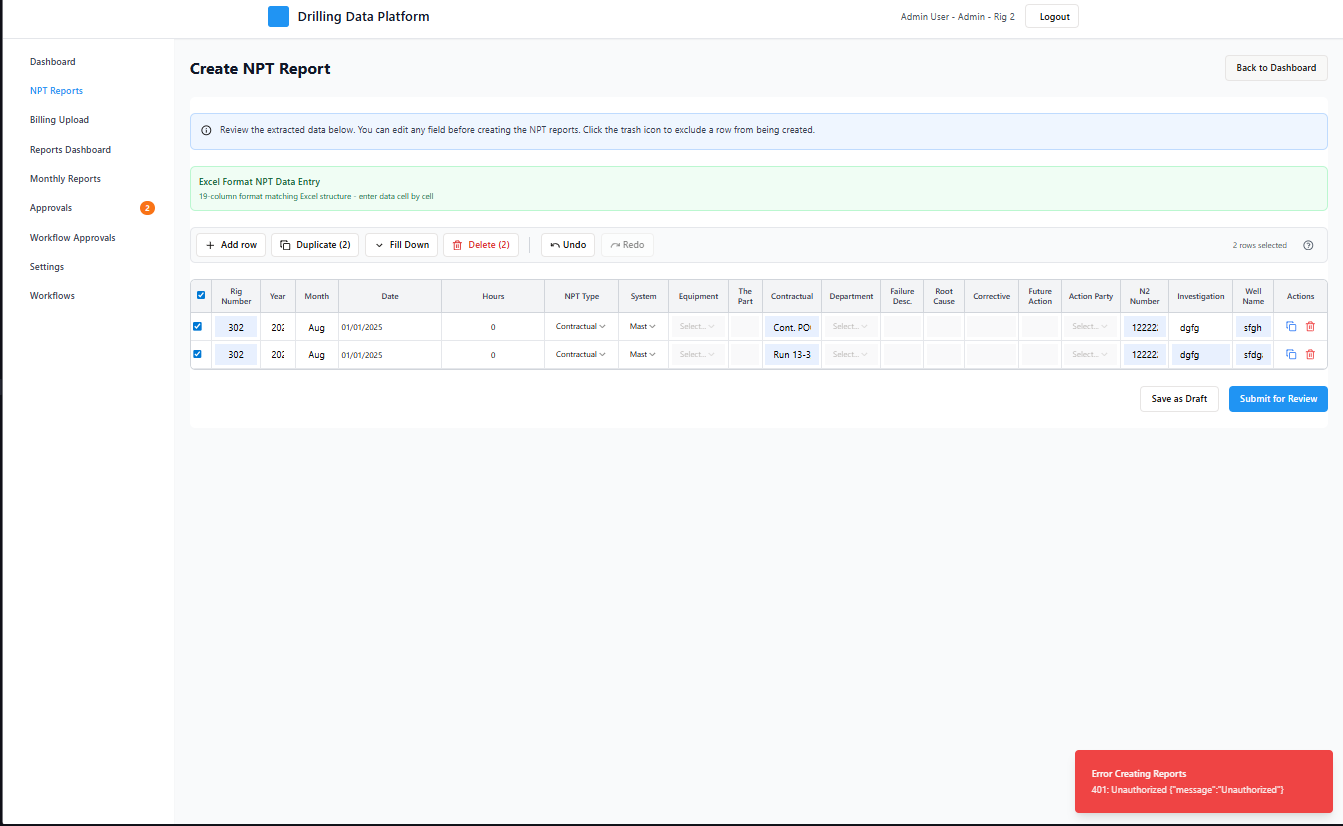 Drilling Data Platform
Admin User - Admin - Rig 2
Logout
Dashboard
NPT Reports
Billing Upload
Reports Dashboard
Monthly Reports
Approvals 2
Workflow Approvals
Settings
Workflows
Create NPT Report
Back to Dashboard
Review the extracted data below. You can edit any field before creating the NPT reports. Click the trash icon to exclude a row from being created.
Excel Format NPT Data Entry
19-column format matching Excel structure - enter data cell by cell
Add row Duplicate (2) Fill Down Delete (2) Undo Redo 2 rows selected
Rig Number Year Month Date Hours NPT Type System Equipment The Part Contractual Department Failure Desc. Root Cause Corrective Future Action Action Party N2 Number Investigation Well Name Actions
302 202 Aug 01/01/2025 0 Contractual Mast Select... Cont. PO Select... Select... 12222 dgfg sfgh
302 202 Aug 01/01/2025 0 Contractual Mast Select... Run 13-3 Select... Select... 12222 dgfg sfdg
Save as Draft Submit for Review
Error Creating Reports
401: Unauthorized {"message":"Unauthorized"}